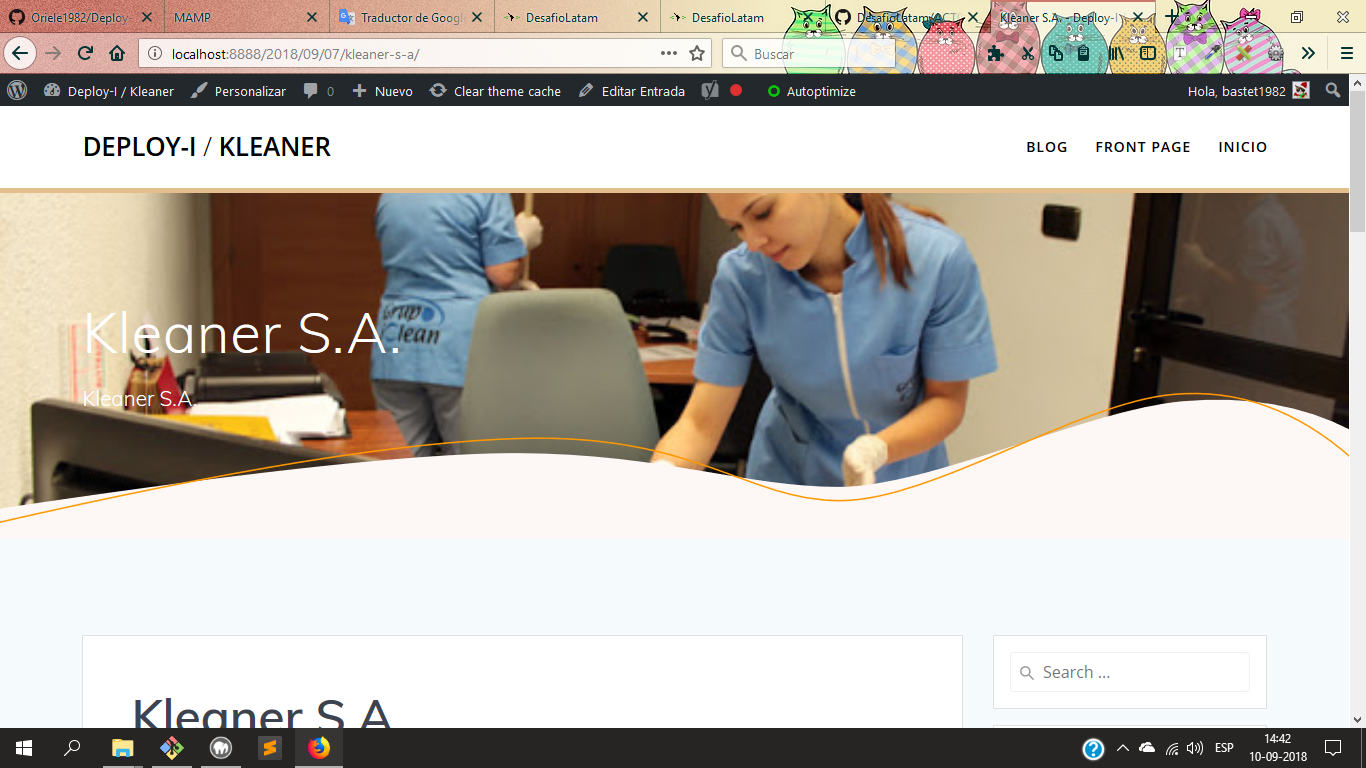 Oriele1982/Deploy-
MAMP
Traductor de Googl
DesafioLatam
DesafioLatam
DesafioLatam
Kleaner S.A. - Deploy-I
localhost:8888/2018/09/07/kleaner-s-a/
Buscar
Deploy-I / Kleaner
Personalizar
0
Nuevo
Clear theme cache
Editar Entrada
Autoptimize
Hola, bastet1982
DEPLOY-I / KLEANER
BLOG
FRONT PAGE
INICIO
Grup
Clean
Kleaner S.A.
Kleaner S.A.
Search ...
Kleaner S.A.
ESP
14:42
10-09-2018